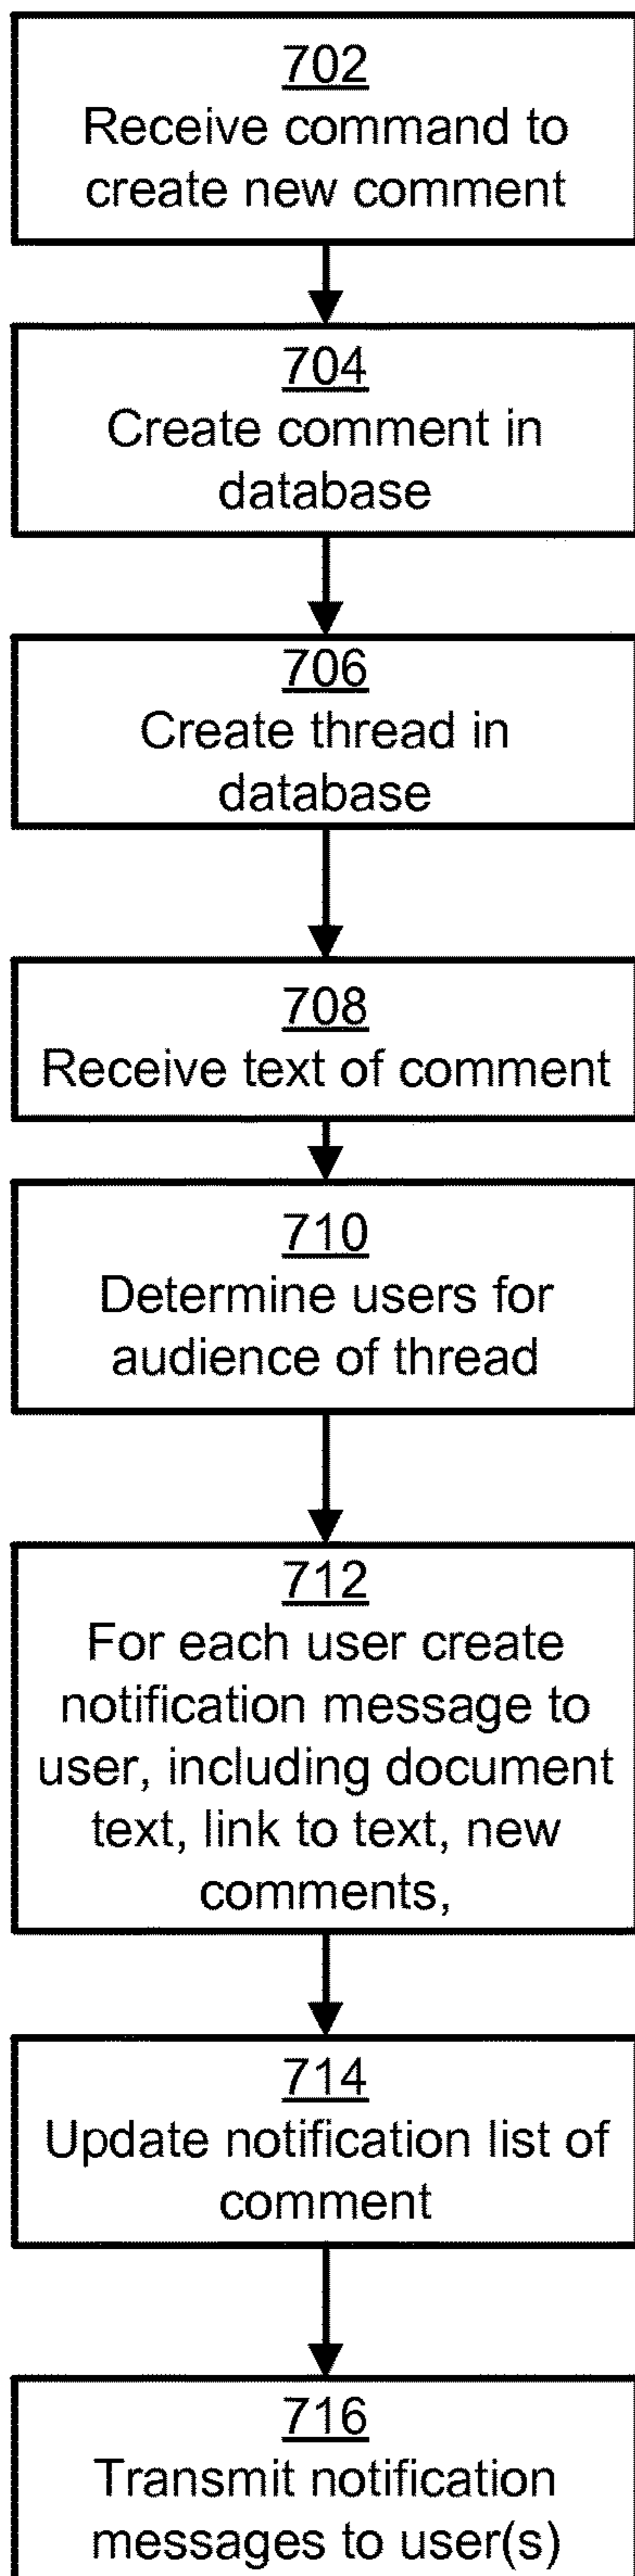 702
Receive command to
create new comment
704
Create comment in
database
706
Create thread in
database
708
Receive text of comment
710
Determine users for
audience of thread
712
For each user create
notification message to
user, including document
text, link to text, new
comments,
714
Update notification list of
comment
716
Transmit notification
messages to user(s)